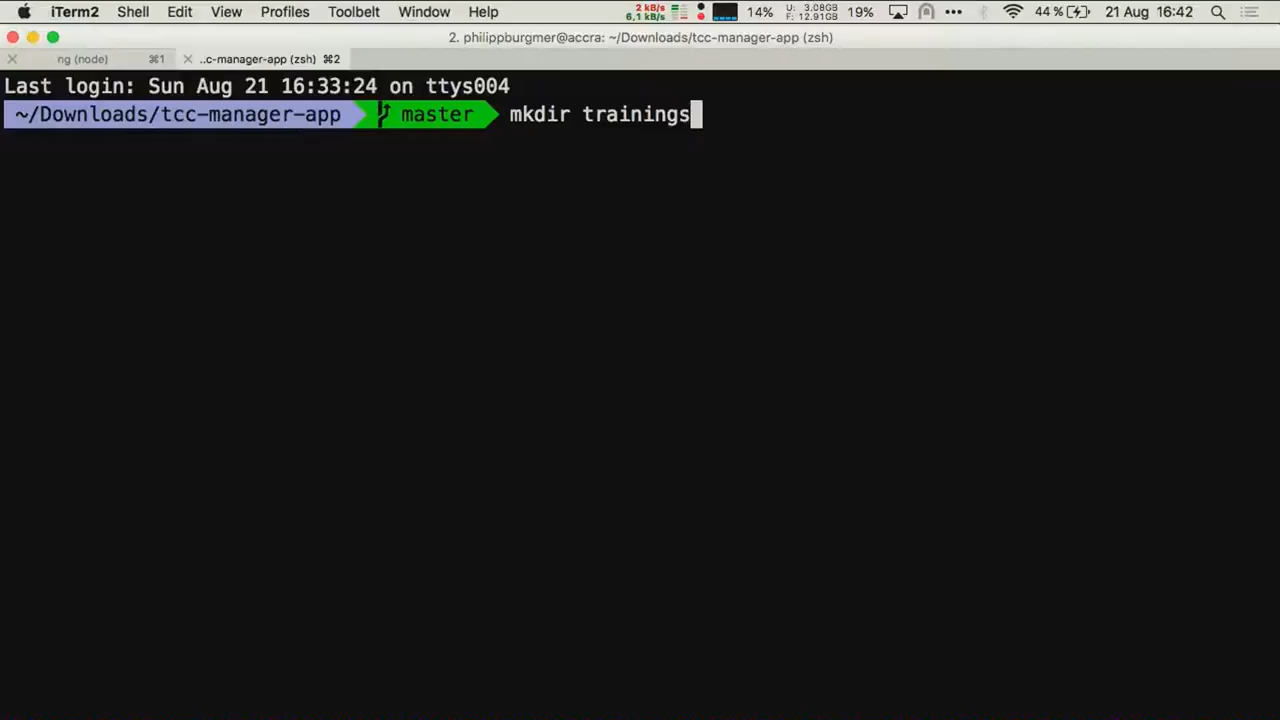 iTerm2 Shell Edit View Profiles Toolbelt Window Help 2 kB/s 6,1 kB/s 14% U: 3.08GB F: 12.91GB 19% ••• 44 % 21 Aug 16:42
2. philippburgmer@accra: ~/Downloads/tcc-manager-app (zsh)
ng (node) ⌘1 ..c-manager-app (zsh) ⌘2
Last login: Sun Aug 21 16:33:24 on ttys004
~/Downloads/tcc-manager-app master mkdir trainings